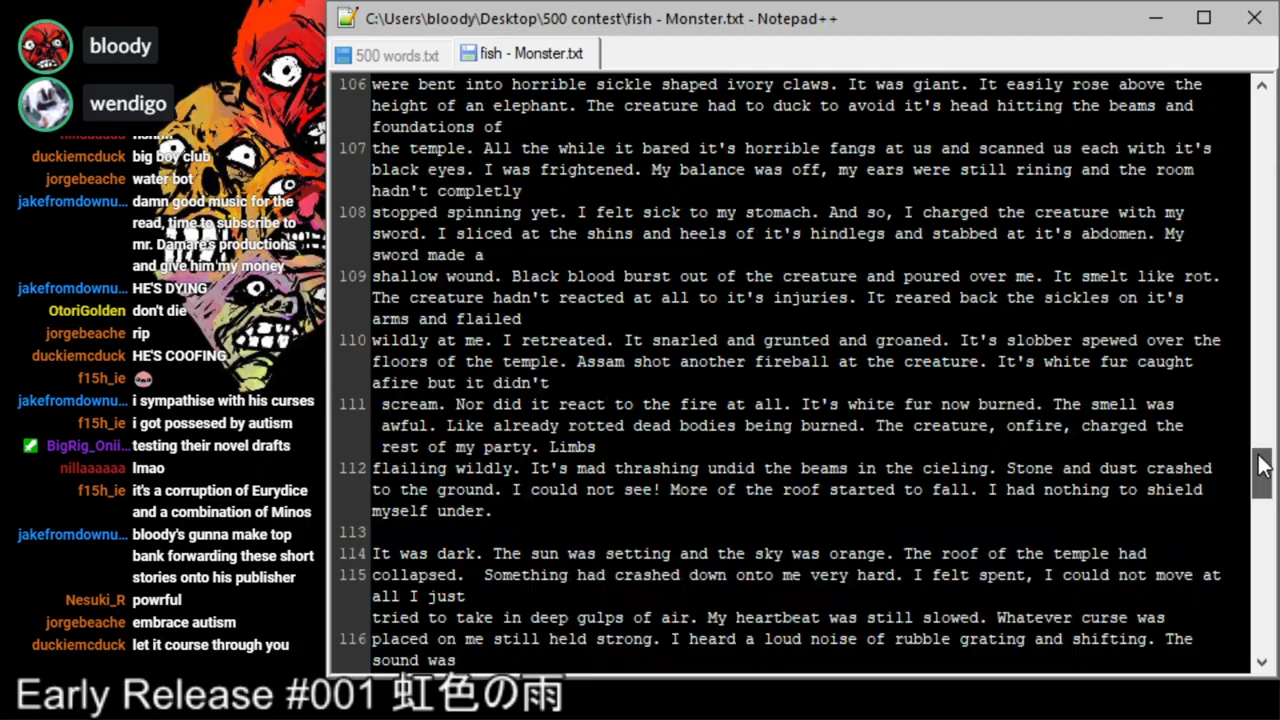 bloody
wendigo
duckiemcduck big boy club
jorgebeache water bot
jakefromdownu... damn good music for the
read, time to subscribe to
mr. Damare's productions
and give him my money
jakefromdownu... HE'S DYING
OtoriGolden don't die
jorgebeache rip
duckiemcduck HE'S COOFING
f15h_ie
jakefromdownu... i sympathise with his curses
f15h_ie i got possesed by autism
BigRig_Onii... testing their novel drafts
nillaaaaaa lmao
f15h_ie it's a corruption of Eurydice
and a combination of Minos
jakefromdownu... bloody's gunna make top
bank forwarding these short
stories onto his publisher
Nesuki_R powrful
jorgebeache embrace autism
duckiemcduck let it course through you
C:\Users\bloody\Desktop\500 contest\fish - Monster.txt - Notepad++
500 words.txt fish - Monster.txt
106 were bent into horrible sickle shaped ivory claws. It was giant. It easily rose above the
height of an elephant. The creature had to duck to avoid it's head hitting the beams and
foundations of
107 the temple. All the while it bared it's horrible fangs at us and scanned us each with it's
black eyes. I was frightened. My balance was off, my ears were still rining and the room
hadn't completly
108 stopped spinning yet. I felt sick to my stomach. And so, I charged the creature with my
sword. I sliced at the shins and heels of it's hindlegs and stabbed at it's abdomen. My
sword made a
109 shallow wound. Black blood burst out of the creature and poured over me. It smelt like rot.
The creature hadn't reacted at all to it's injuries. It reared back the sickles on it's
arms and flailed
110 wildly at me. I retreated. It snarled and grunted and groaned. It's slobber spewed over the
floors of the temple. Assam shot another fireball at the creature. It's white fur caught
afire but it didn't
111 scream. Nor did it react to the fire at all. It's white fur now burned. The smell was
awful. Like already rotted dead bodies being burned. The creature, onfire, charged the
rest of my party. Limbs
112 flailing wildly. It's mad thrashing undid the beams in the cieling. Stone and dust crashed
to the ground. I could not see! More of the roof started to fall. I had nothing to shield
myself under.
113
114 It was dark. The sun was setting and the sky was orange. The roof of the temple had
115 collapsed. Something had crashed down onto me very hard. I felt spent, I could not move at
all I just
tried to take in deep gulps of air. My heartbeat was still slowed. Whatever curse was
116 placed on me still held strong. I heard a loud noise of rubble grating and shifting. The
sound was
Early Release #001 虹色の雨